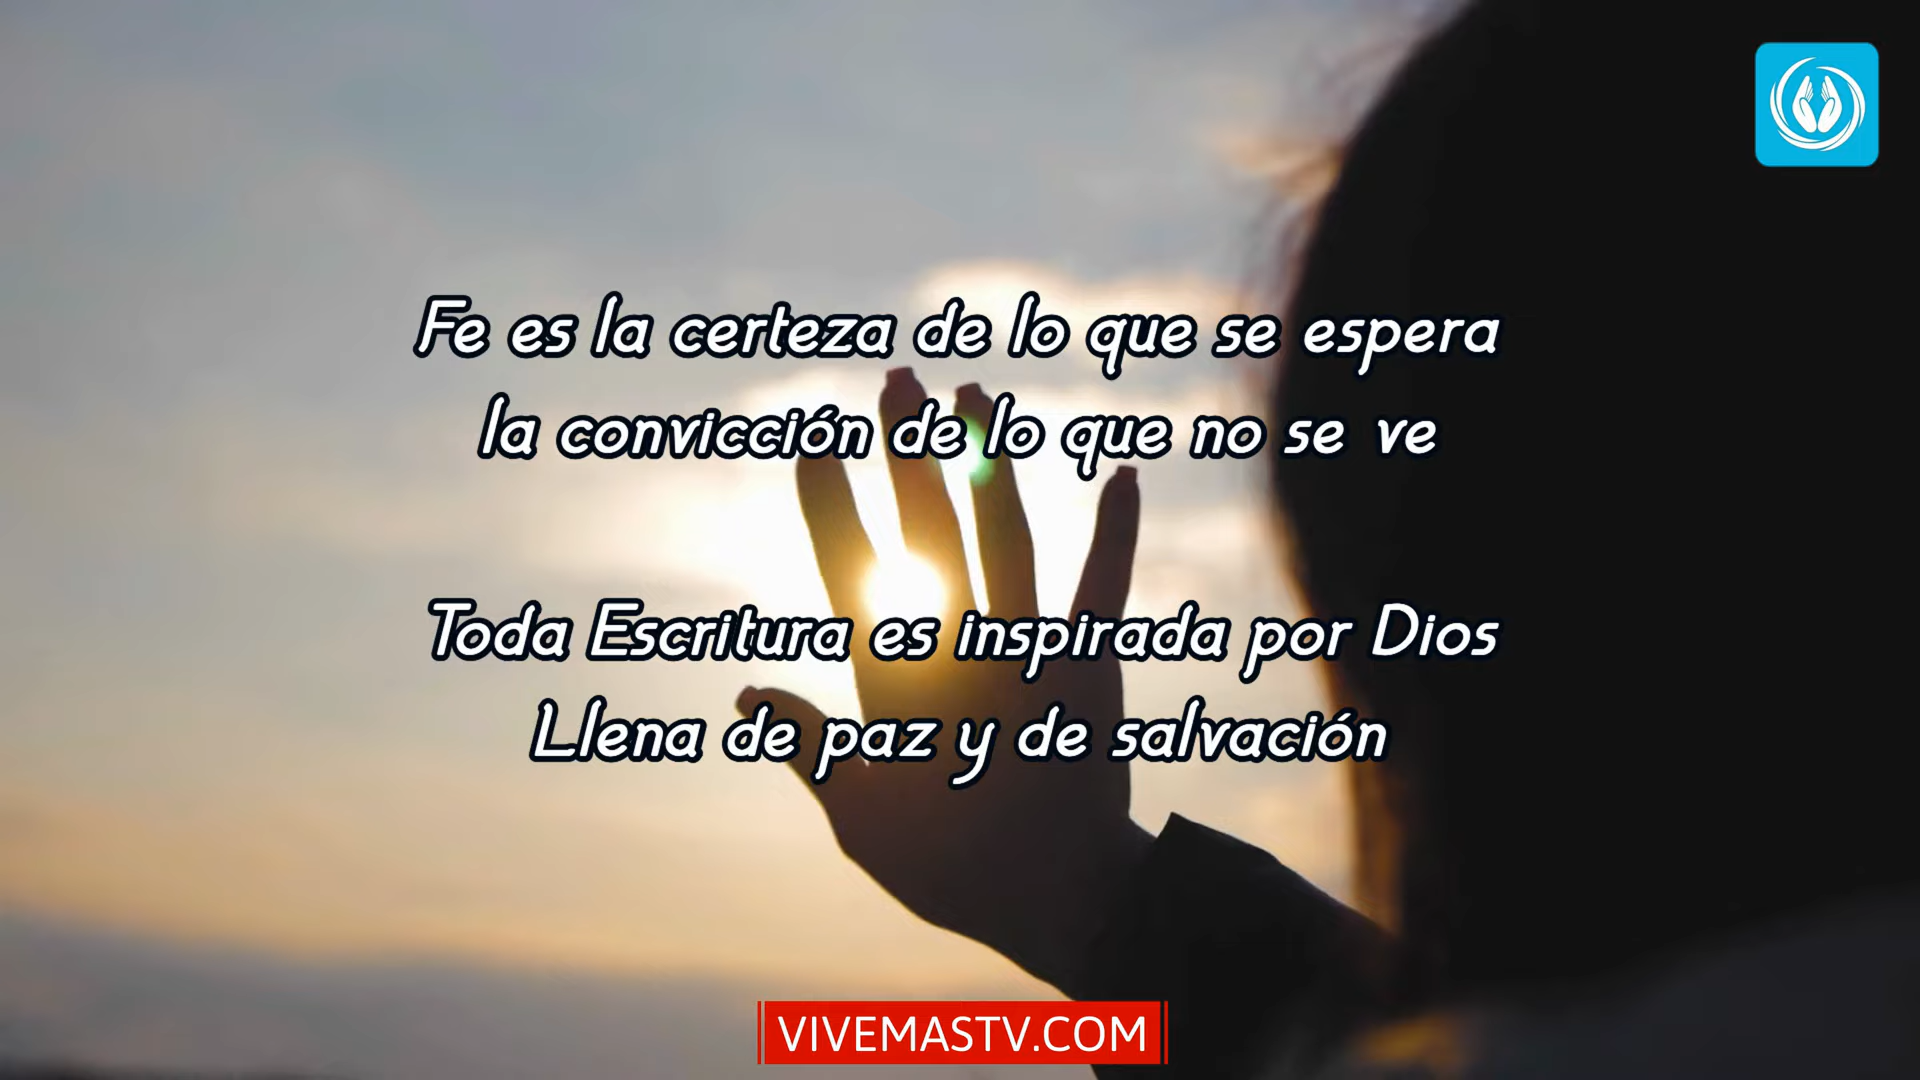 Fe es la certeza de lo que se espera
la convicción de lo que no se ve
Toda Escritura es inspirada por Dios
Llena de paz y de salvación
VIVEMASTV.COM